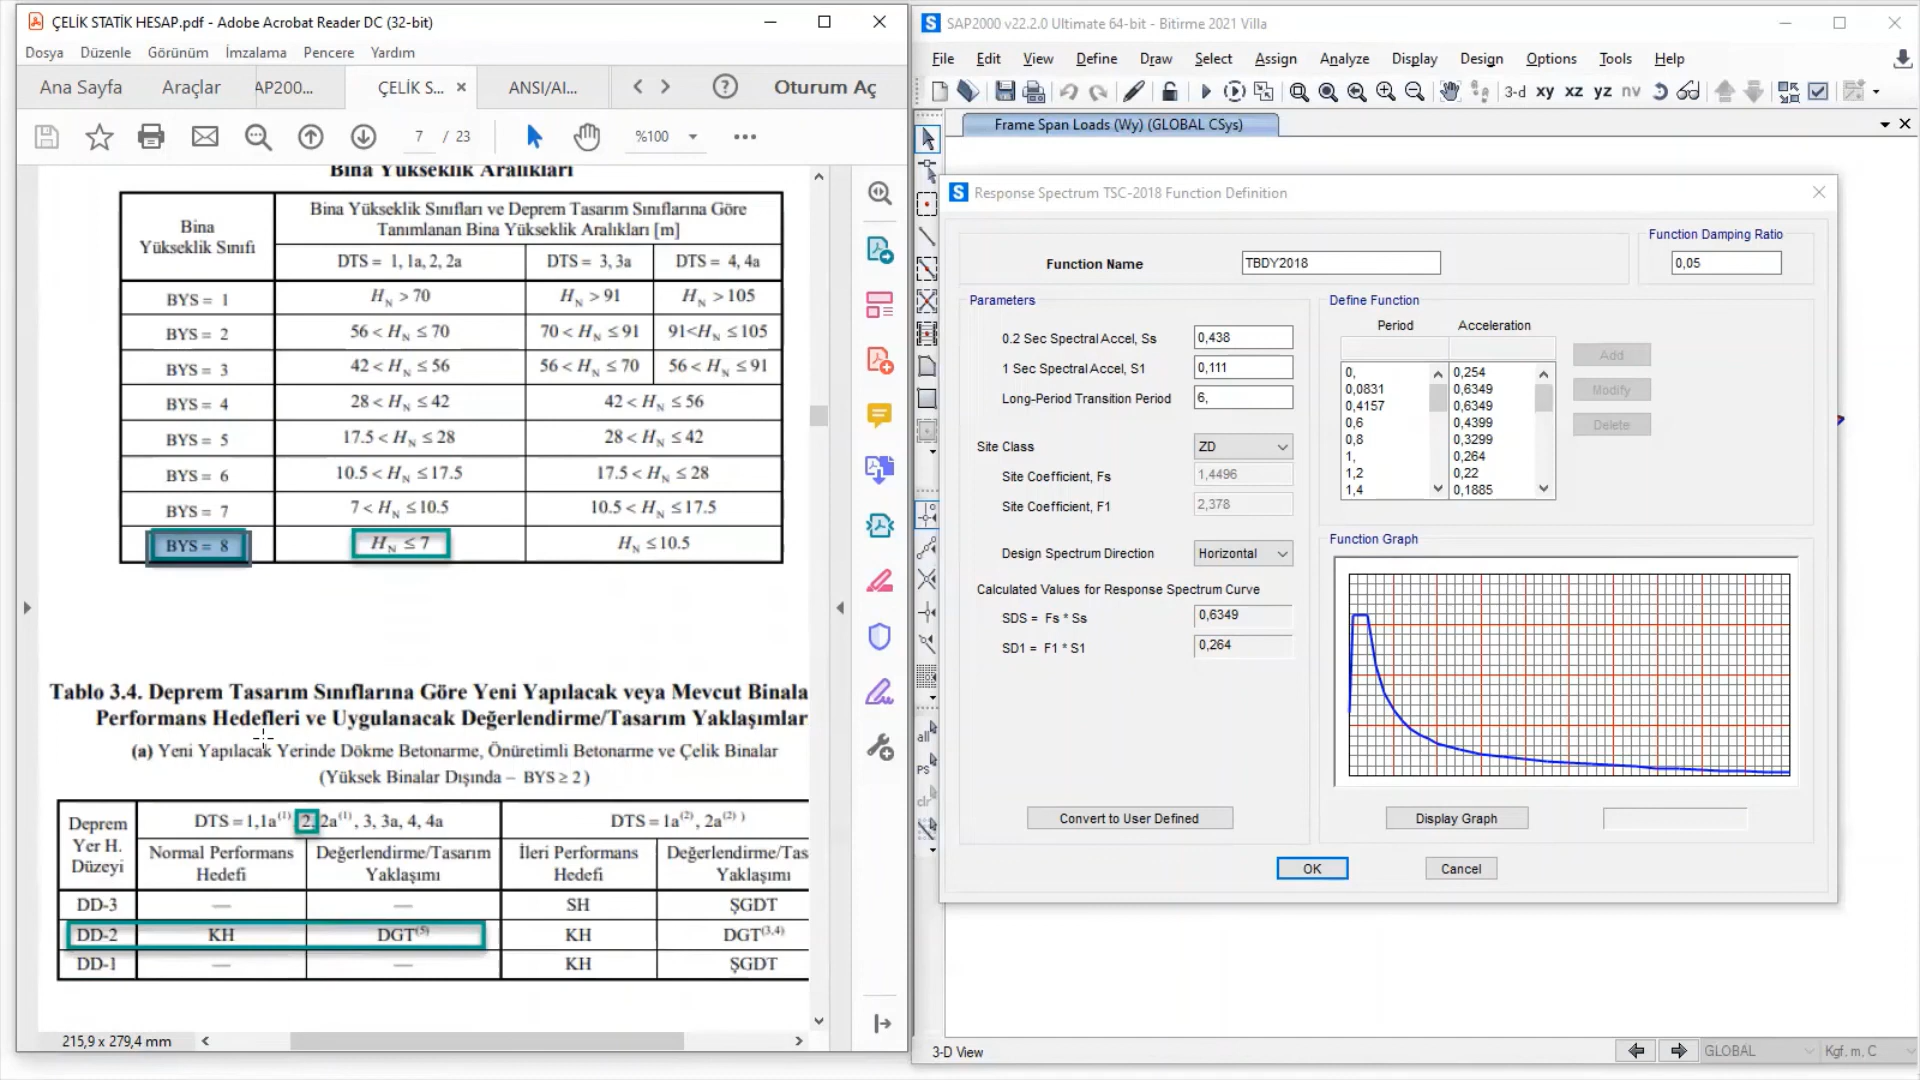 ÇELİK STATİK HESAP.pdf - Adobe Acrobat Reader DC (32-bit)
Dosya Düzenle Görünüm İmzalama Pencere Yardım
Ana Sayfa Araçlar AP200... ÇELİK S... ANSI/AI... Oturum Aç
7 / 23 %100
Bina Yükseklik Aralıkları
Bina Yükseklik Sınıfı
Bina Yükseklik Sınıfları ve Deprem Tasarım Sınıflarına Göre
Tanımlanan Bina Yükseklik Aralıkları [m]
DTS = 1, 1a, 2, 2a DTS = 3, 3a DTS = 4, 4a
BYS = 1 H_N > 70 H_N > 91 H_N > 105
BYS = 2 56 < H_N ≤ 70 70 < H_N ≤ 91 91<H_N ≤ 105
BYS = 3 42 < H_N ≤ 56 56 < H_N ≤ 70 56 < H_N ≤ 91
BYS = 4 28 < H_N ≤ 42 42 < H_N ≤ 56
BYS = 5 17.5 < H_N ≤ 28 28 < H_N ≤ 42
BYS = 6 10.5 < H_N ≤ 17.5 17.5 < H_N ≤ 28
BYS = 7 7 < H_N ≤ 10.5 10.5 < H_N ≤ 17.5
BYS = 8 H_N ≤ 7 H_N ≤ 10.5
Tablo 3.4. Deprem Tasarım Sınıflarına Göre Yeni Yapılacak veya Mevcut Binala
Performans Hedefleri ve Uygulanacak Değerlendirme/Tasarım Yaklaşımlar
(a) Yeni Yapılacak Yerinde Dökme Betonarme, Önüretimli Betonarme ve Çelik Binalar
(Yüksek Binalar Dışında – BYS ≥ 2 )
Deprem Yer H. Düzeyi
DTS = 1,1a(1) 2, 2a(1), 3, 3a, 4, 4a DTS = 1a(2), 2a(2) )
Normal Performans Hedefi Değerlendirme/Tasarım Yaklaşımı İleri Performans Hedefi Değerlendirme/Tas Yaklaşımı
DD-3 — — SH ŞGDT
DD-2 KH DGT(5) KH DGT(3,4)
DD-1 — — KH ŞGDT
215,9 x 279,4 mm
SAP2000 v22.2.0 Ultimate 64-bit - Bitirme 2021 Villa
File Edit View Define Draw Select Assign Analyze Display Design Options Tools Help
3-d xy xz yz nv
Frame Span Loads (Wy) (GLOBAL CSys)
all
PS
clr
Response Spectrum TSC-2018 Function Definition
Function Name TBDY2018
Function Damping Ratio
0,05
Parameters
0.2 Sec Spectral Accel, Ss 0,438
1 Sec Spectral Accel, S1 0,111
Long-Period Transition Period 6,
Site Class ZD
Site Coefficient, Fs 1,4496
Site Coefficient, F1 2,378
Design Spectrum Direction Horizontal
Calculated Values for Response Spectrum Curve
SDS = Fs * Ss 0,6349
SD1 = F1 * S1 0,264
Convert to User Defined
Define Function
Period Acceleration
0, 0,254
0,0831 0,6349
0,4157 0,6349
0,6 0,4399
0,8 0,3299
1, 0,264
1,2 0,22
1,4 0,1885
Add
Modify
Delete
Function Graph
Display Graph
OK Cancel
3-D View GLOBAL Kgf, m, C